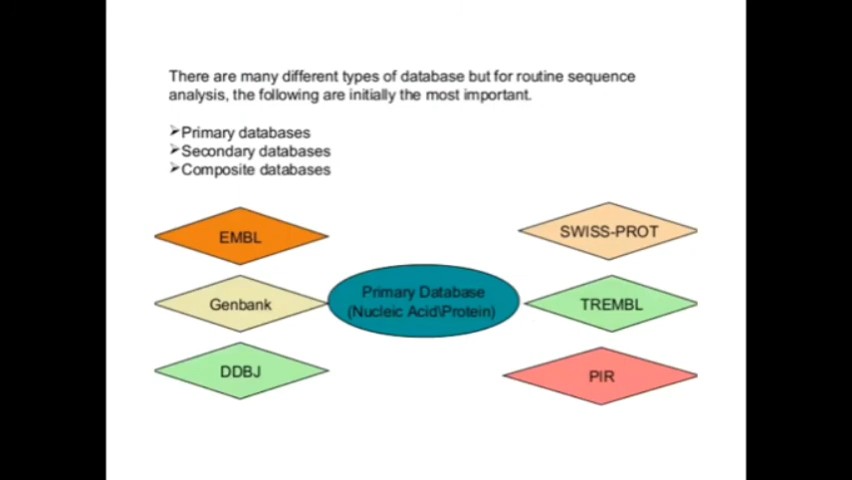 There are many different types of database but for routine sequence
analysis, the following are initially the most important.
➢Primary databases
➢Secondary databases
➢Composite databases
EMBL
SWISS-PROT
Primary Database
(Nucleic Acid\Protein)
Genbank
TREMBL
DDBJ
PIR